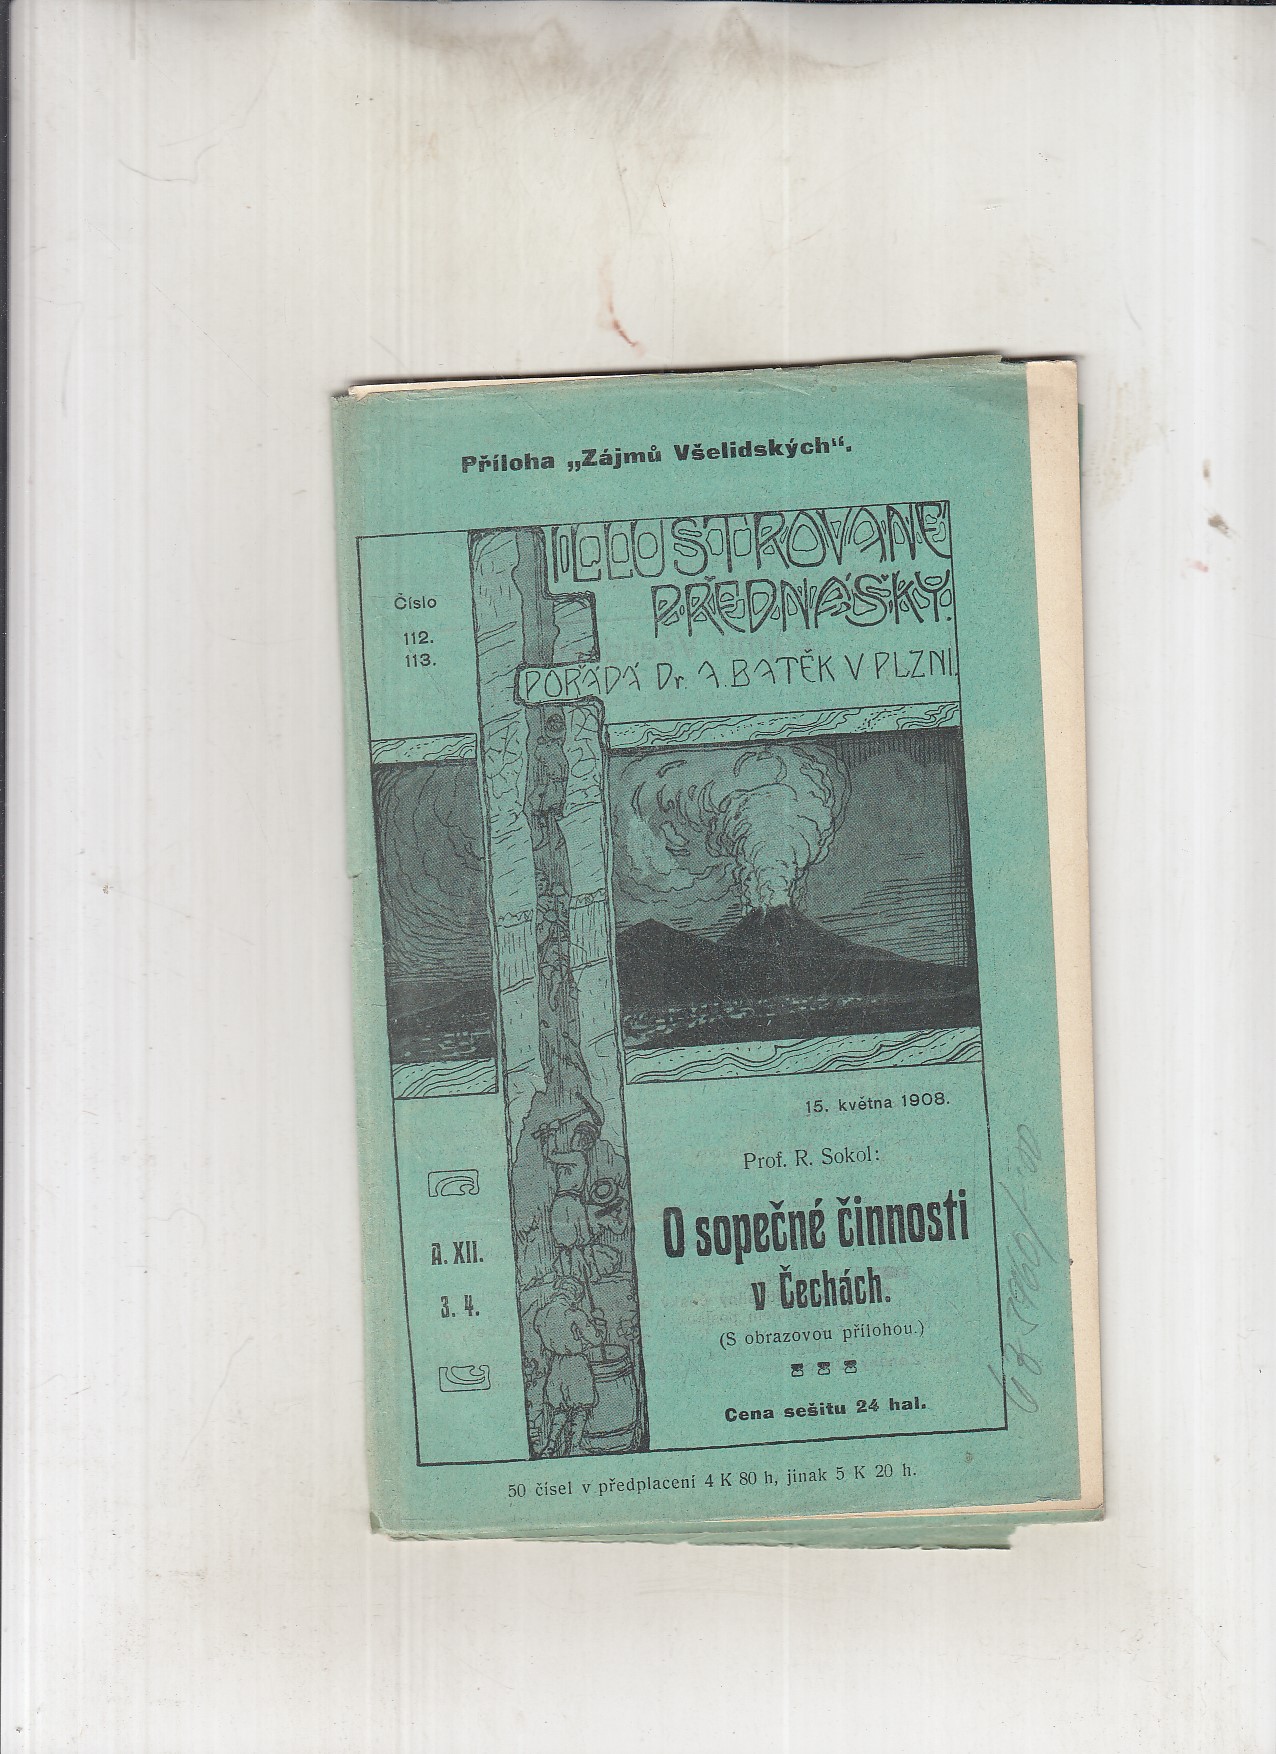 Příloha „Zájmů Všelidských“.
ILLUSTROVANÉ
PŘEDNÁŠKY.
POŘÁDÁ Dr. A. BATĚK V PLZNI.
Číslo
112.
113.
15. května 1908.
Prof. R. Sokol:
O sopečné činnosti
v Čechách.
(S obrazovou přílohou.)
A. XII.
3. 4.
Cena sešitu 24 hal.
50 čísel v předplacení 4 K 80 h, jinak 5 K 20 h.